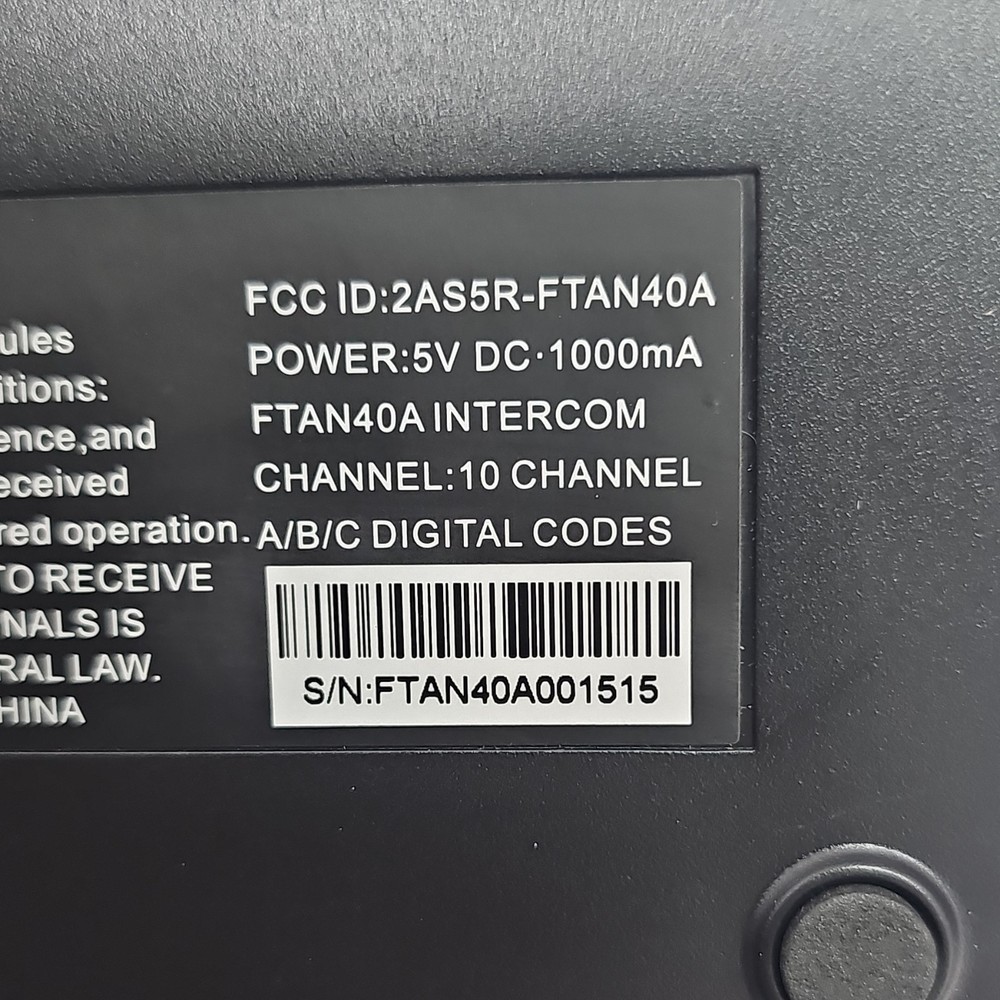 ules
itions:
ence,and
eceived
red operation.
TO RECEIVE
NALS IS
RAL LAW.
HINA
FCC ID:2AS5R-FTAN40A
POWER:5V DC·1000mA
FTAN40A INTERCOM
CHANNEL:10 CHANNEL
A/B/C DIGITAL CODES
S/N:FTAN40A001515